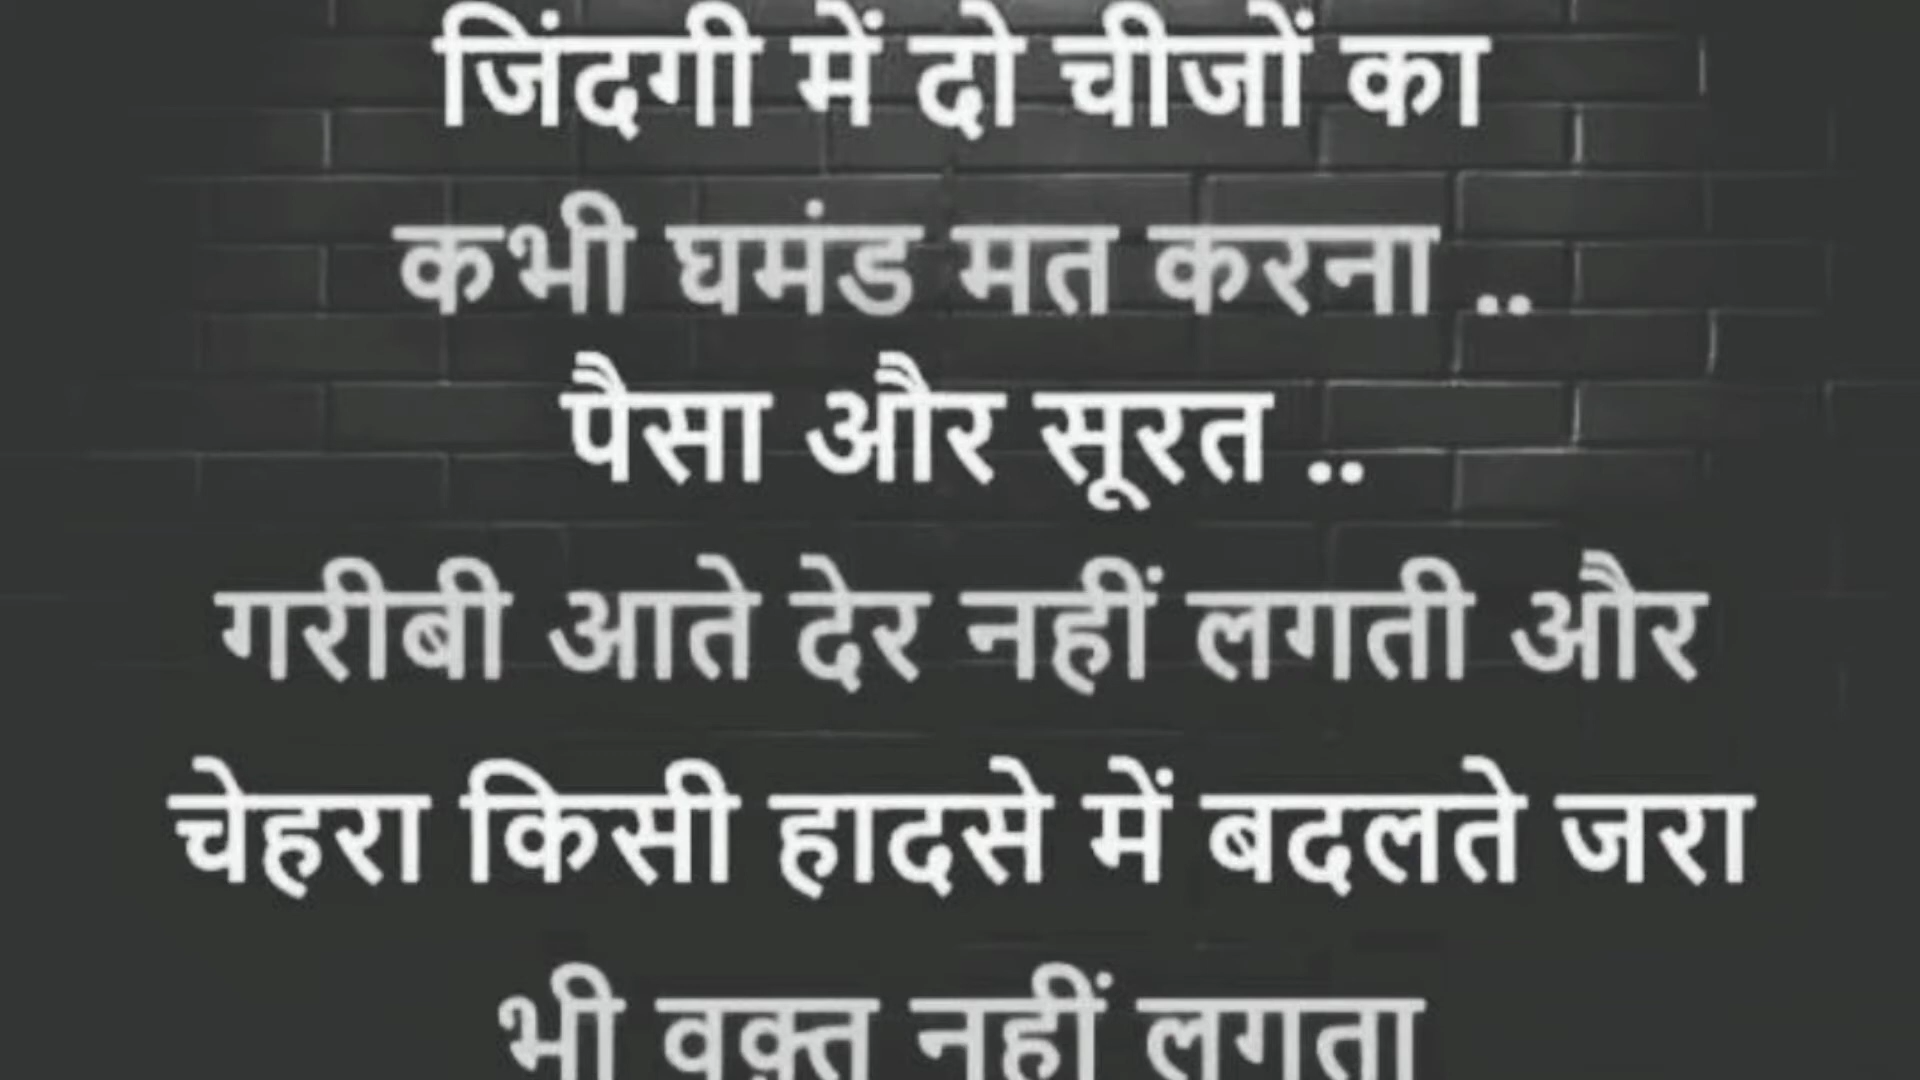 जिंदगी में दो चीजों का
कभी घमंड मत करना ..
पैसा और सूरत ..
गरीबी आते देर नहीं लगती और
चेहरा किसी हादसे में बदलते जरा
भी वक़्त नहीं लगता